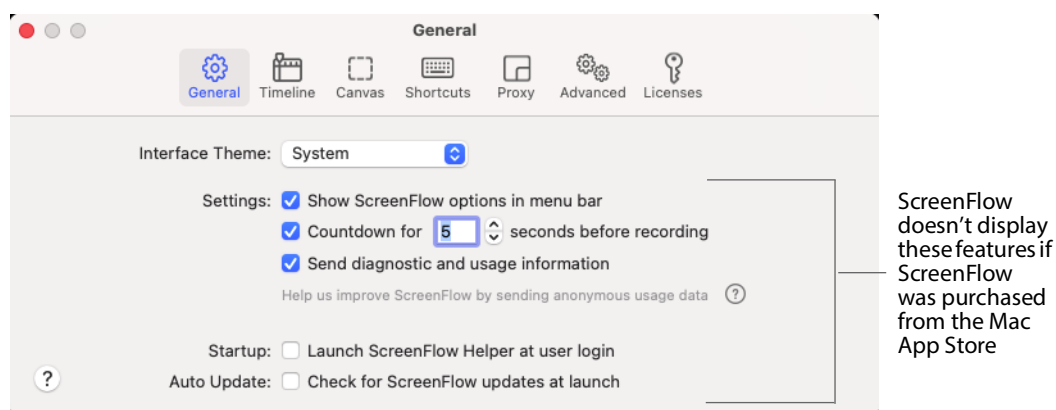 General
General Timeline Canvas Shortcuts Proxy Advanced Licenses
Interface Theme: System
Settings: Show ScreenFlow options in menu bar
Countdown for 5 seconds before recording
Send diagnostic and usage information
Help us improve ScreenFlow by sending anonymous usage data ?
Startup: Launch ScreenFlow Helper at user login
? Auto Update: Check for ScreenFlow updates at launch
ScreenFlow
doesn’t display
these features if
ScreenFlow
was purchased
from the Mac
App Store